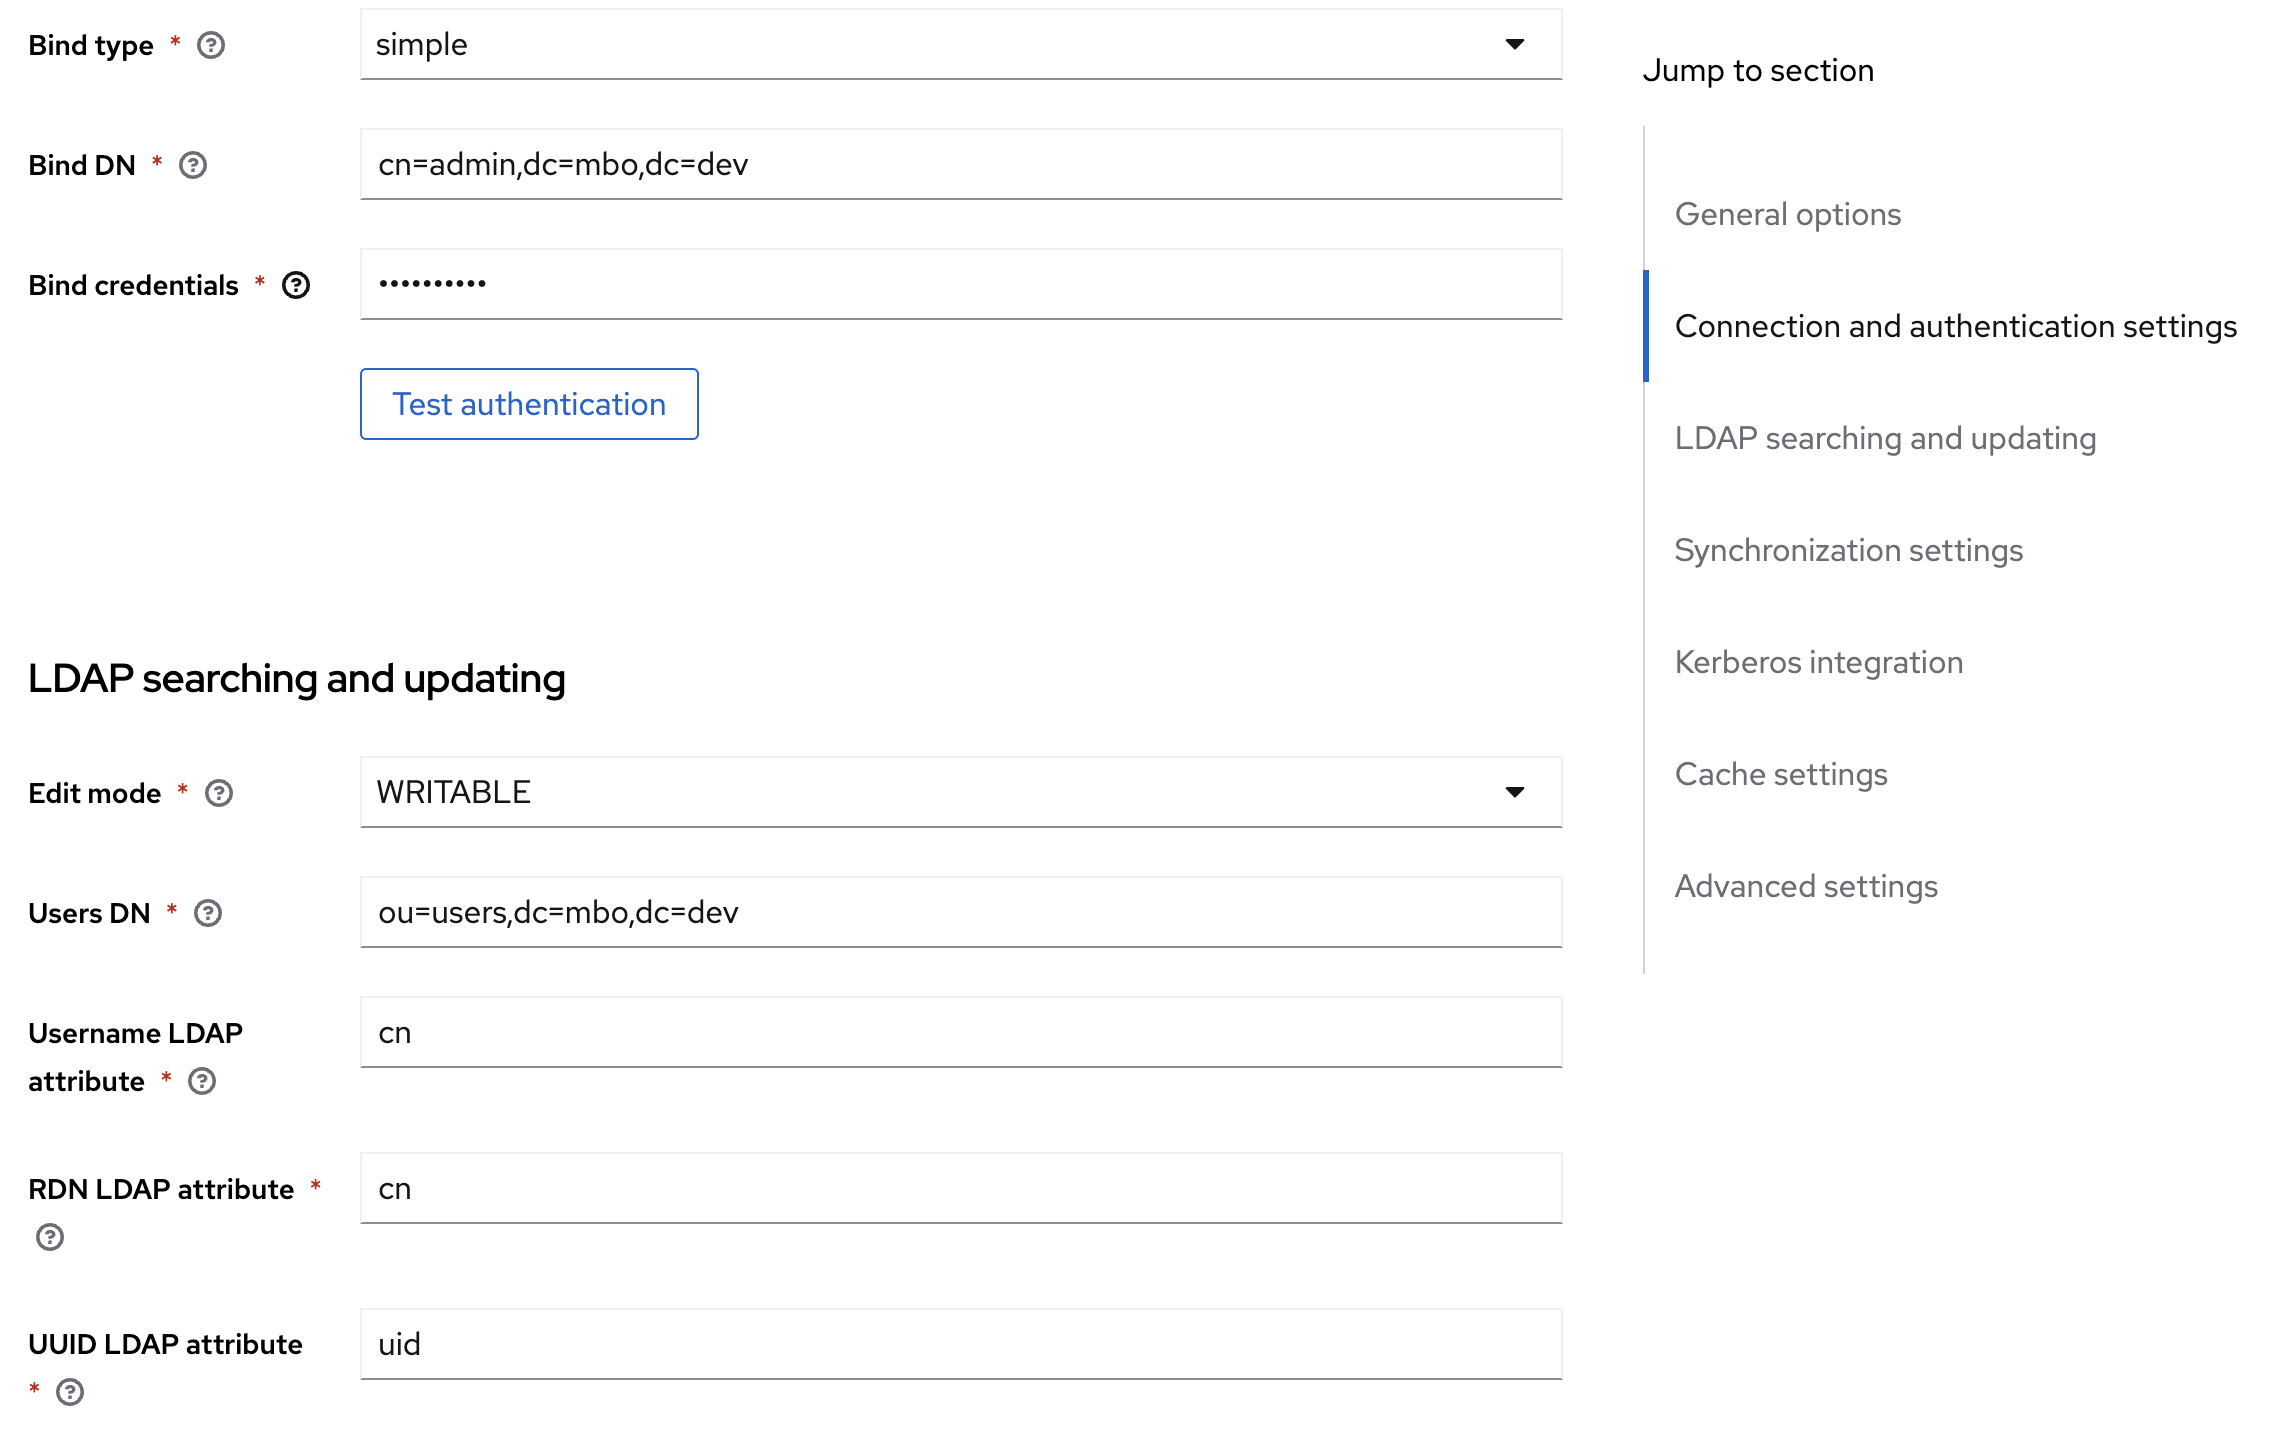 Bind type *
simple
Bind DN *
cn=admin,dc=mbo,dc=dev
Bind credentials *
••••••••••
Test authentication
LDAP searching and updating
Edit mode *
WRITABLE
Users DN *
ou=users,dc=mbo,dc=dev
Username LDAP
attribute *
cn
RDN LDAP attribute *
cn
UUID LDAP attribute
*
uid
Jump to section
General options
Connection and authentication settings
LDAP searching and updating
Synchronization settings
Kerberos integration
Cache settings
Advanced settings